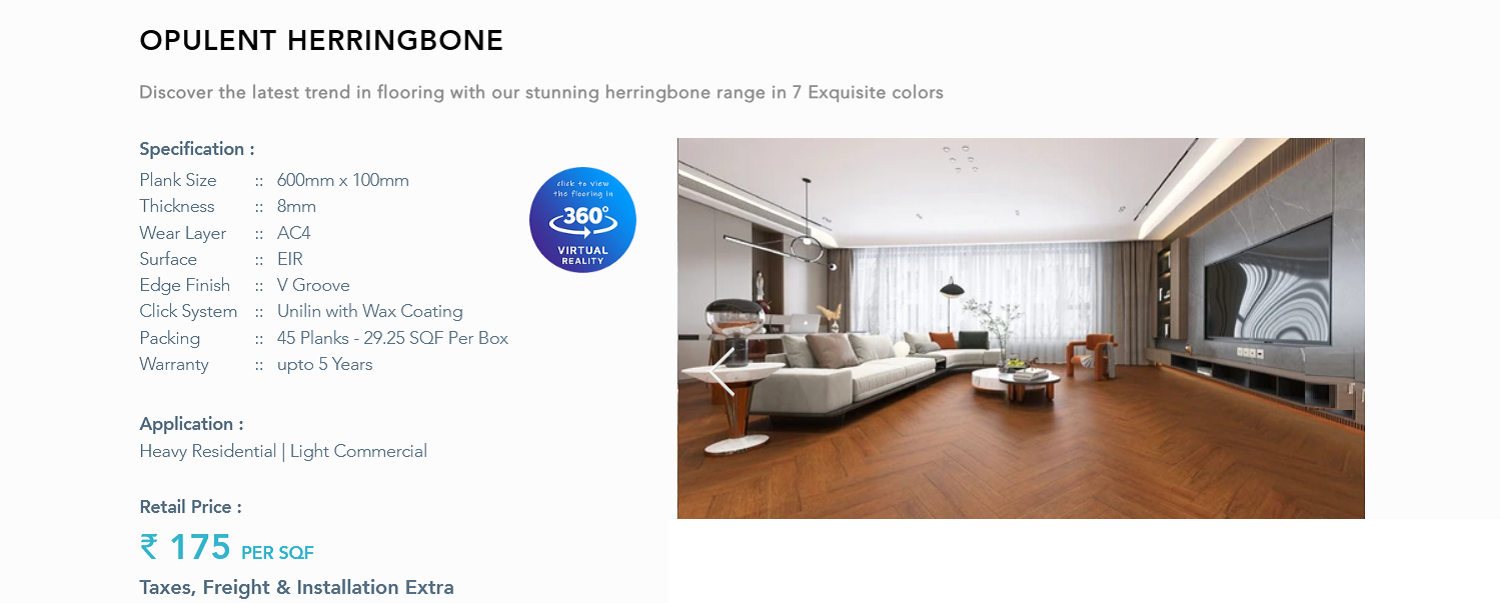 OPULENT HERRINGBONE
Discover the latest trend in flooring with our stunning herringbone range in 7 Exquisite colors
Specification :
Plank Size :: 600mm x 100mm
Thickness :: 8mm
Wear Layer :: AC4
Surface :: EIR
Edge Finish :: V Groove
Click System :: Unilin with Wax Coating
Packing :: 45 Planks - 29.25 SQF Per Box
Warranty :: upto 5 Years
click to view
the flooring in
360°
VIRTUAL
REALITY
Application :
Heavy Residential | Light Commercial
Retail Price :
₹ 175 PER SQF
Taxes, Freight & Installation Extra